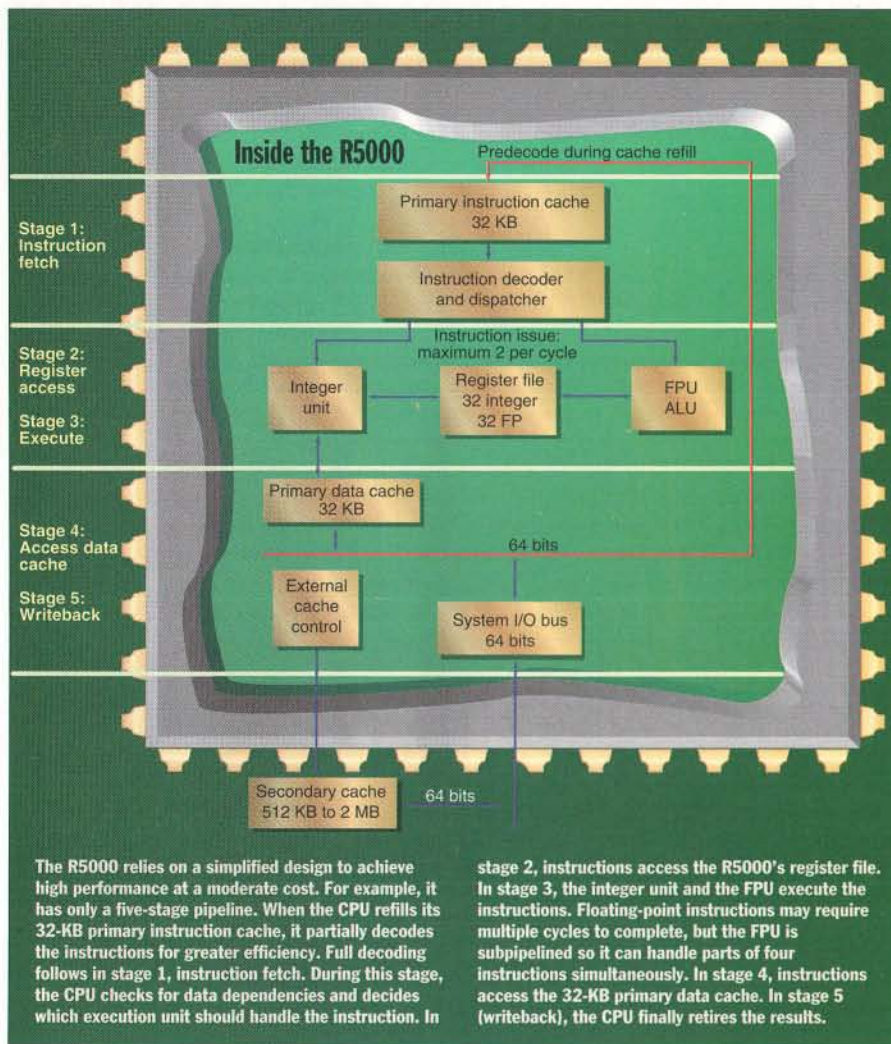 Inside the R5000
Predecode during cache refill
Stage 1:
Instruction
fetch
Primary instruction cache
32 KB
Instruction decoder
and dispatcher
Stage 2:
Register
access
Stage 3:
Execute
Instruction issue:
maximum 2 per cycle
Integer
unit
Register file
32 integer
32 FP
FPU
ALU
Stage 4:
Access data
cache
Stage 5:
Writeback
Primary data cache
32 KB
64 bits
External
cache
control
System I/O bus
64 bits
Secondary cache
512 KB to 2 MB
64 bits
The R5000 relies on a simplified design to achieve
high performance at a moderate cost. For example, it
has only a five-stage pipeline. When the CPU refills its
32-KB primary instruction cache, it partially decodes
the instructions for greater efficiency. Full decoding
follows in stage 1, instruction fetch. During this stage,
the CPU checks for data dependencies and decides
which execution unit should handle the instruction. In
stage 2, instructions access the R5000's register file.
In stage 3, the integer unit and the FPU execute the
instructions. Floating-point instructions may require
multiple cycles to complete, but the FPU is
subpipelined so it can handle parts of four
instructions simultaneously. In stage 4, instructions
access the 32-KB primary data cache. In stage 5
(writeback), the CPU finally retires the results.